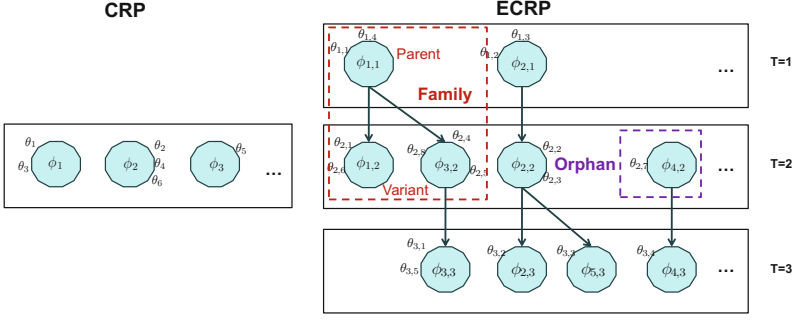 CRP
θ1
θ3
ϕ1
ϕ2
θ2
θ4
θ6
ϕ3
θ5
...
ECRP
θ1,1
θ1,4
ϕ1,1
Parent
Family
θ1,2
θ1,3
ϕ2,1
...
T=1
θ2,1
θ2,6
ϕ1,2
Variant
θ2,8
θ2,4
ϕ3,2
θ2,5
ϕ2,2
θ2,2
θ2,3
Orphan
θ2,7
ϕ4,2
...
T=2
θ3,1
θ3,5
ϕ3,3
θ3,2
ϕ2,3
θ3,3
ϕ5,3
θ3,4
ϕ4,3
...
T=3